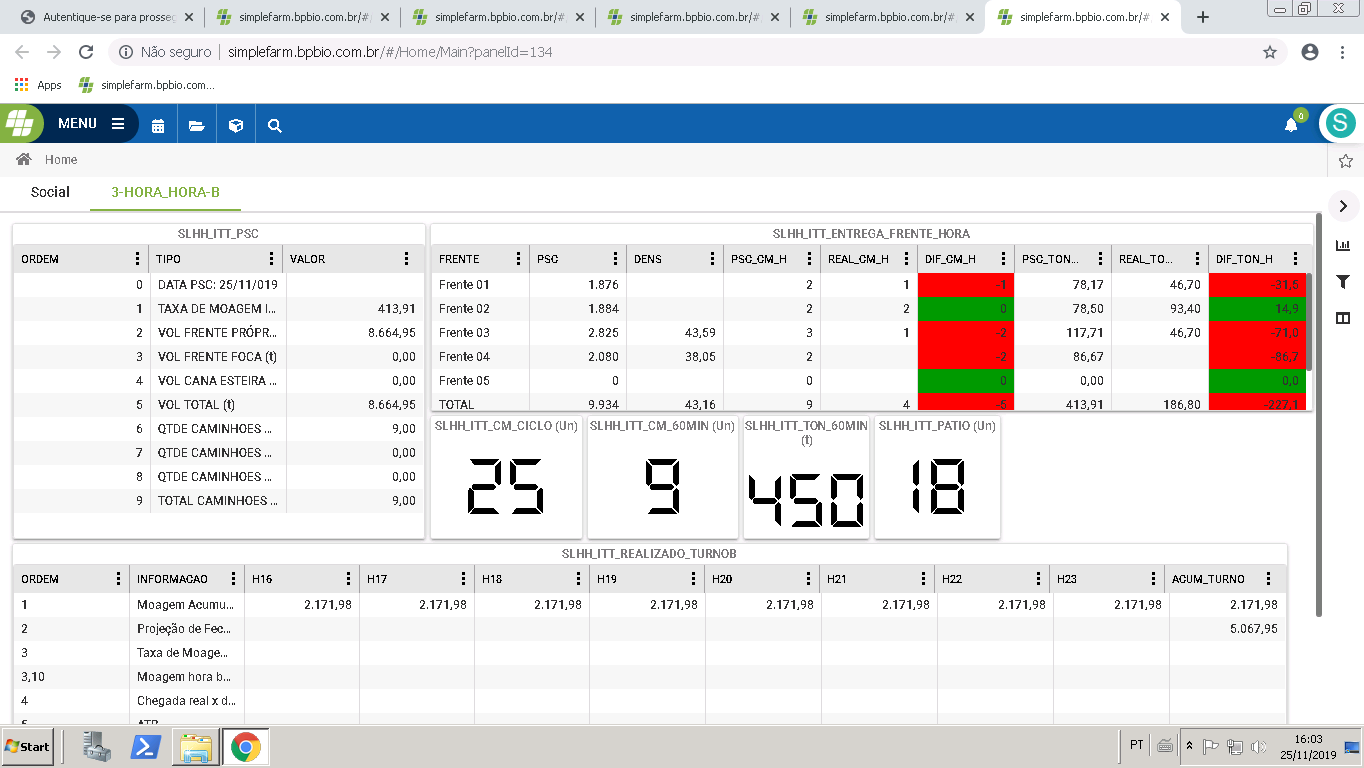 Autentique-se para prosseg
simplefarm.bpbio.com.br/#/
simplefarm.bpbio.com.br/#/
simplefarm.bpbio.com.br/#/
simplefarm.bpbio.com.br/#/
simplefarm.bpbio.com.br/#/
Não seguro | simplefarm.bpbio.com.br/#/Home/Main?panelId=134
Apps simplefarm.bpbio.com...
MENU 0 S
Home
Social 3-HORA_HORA-B
SLHH_ITT_PSC
ORDEM TIPO VALOR
0 DATA PSC: 25/11/019
1 TAXA DE MOAGEM I... 413,91
2 VOL FRENTE PRÓPR... 8.664,95
3 VOL FRENTE FOCA (t) 0,00
4 VOL CANA ESTEIRA ... 0,00
5 VOL TOTAL (t) 8.664,95
6 QTDE CAMINHOES ... 9,00
7 QTDE CAMINHOES ... 0,00
8 QTDE CAMINHOES ... 0,00
9 TOTAL CAMINHOES ... 9,00
SLHH_ITT_ENTREGA_FRENTE_HORA
FRENTE PSC DENS PSC_CM_H REAL_CM_H DIF_CM_H PSC_TON... REAL_TO... DIF_TON_H
Frente 01 1.876 2 1 -1 78,17 46,70 -31,5
Frente 02 1.884 2 2 0 78,50 93,40 14,9
Frente 03 2.825 43,59 3 1 -2 117,71 46,70 -71,0
Frente 04 2.080 38,05 2 -2 86,67 -86,7
Frente 05 0 0 0 0,00 0,0
TOTAL 9.934 43,16 9 4 -5 413,91 186,80 -227,1
SLHH_ITT_CM_CICLO (Un)
25
SLHH_ITT_CM_60MIN (Un)
9
SLHH_ITT_TON_60MIN
(t)
450
SLHH_ITT_PATIO (Un)
18
SLHH_ITT_REALIZADO_TURNOB
ORDEM INFORMACAO H16 H17 H18 H19 H20 H21 H22 H23 ACUM_TURNO
1 Moagem Acumu... 2.171,98 2.171,98 2.171,98 2.171,98 2.171,98 2.171,98 2.171,98 2.171,98 2.171,98
2 Projeção de Fec... 5.067,95
3 Taxa de Moage...
3,10 Moagem hora b...
4 Chegada real x d...
5 ATR
Start PT 16:03
25/11/2019